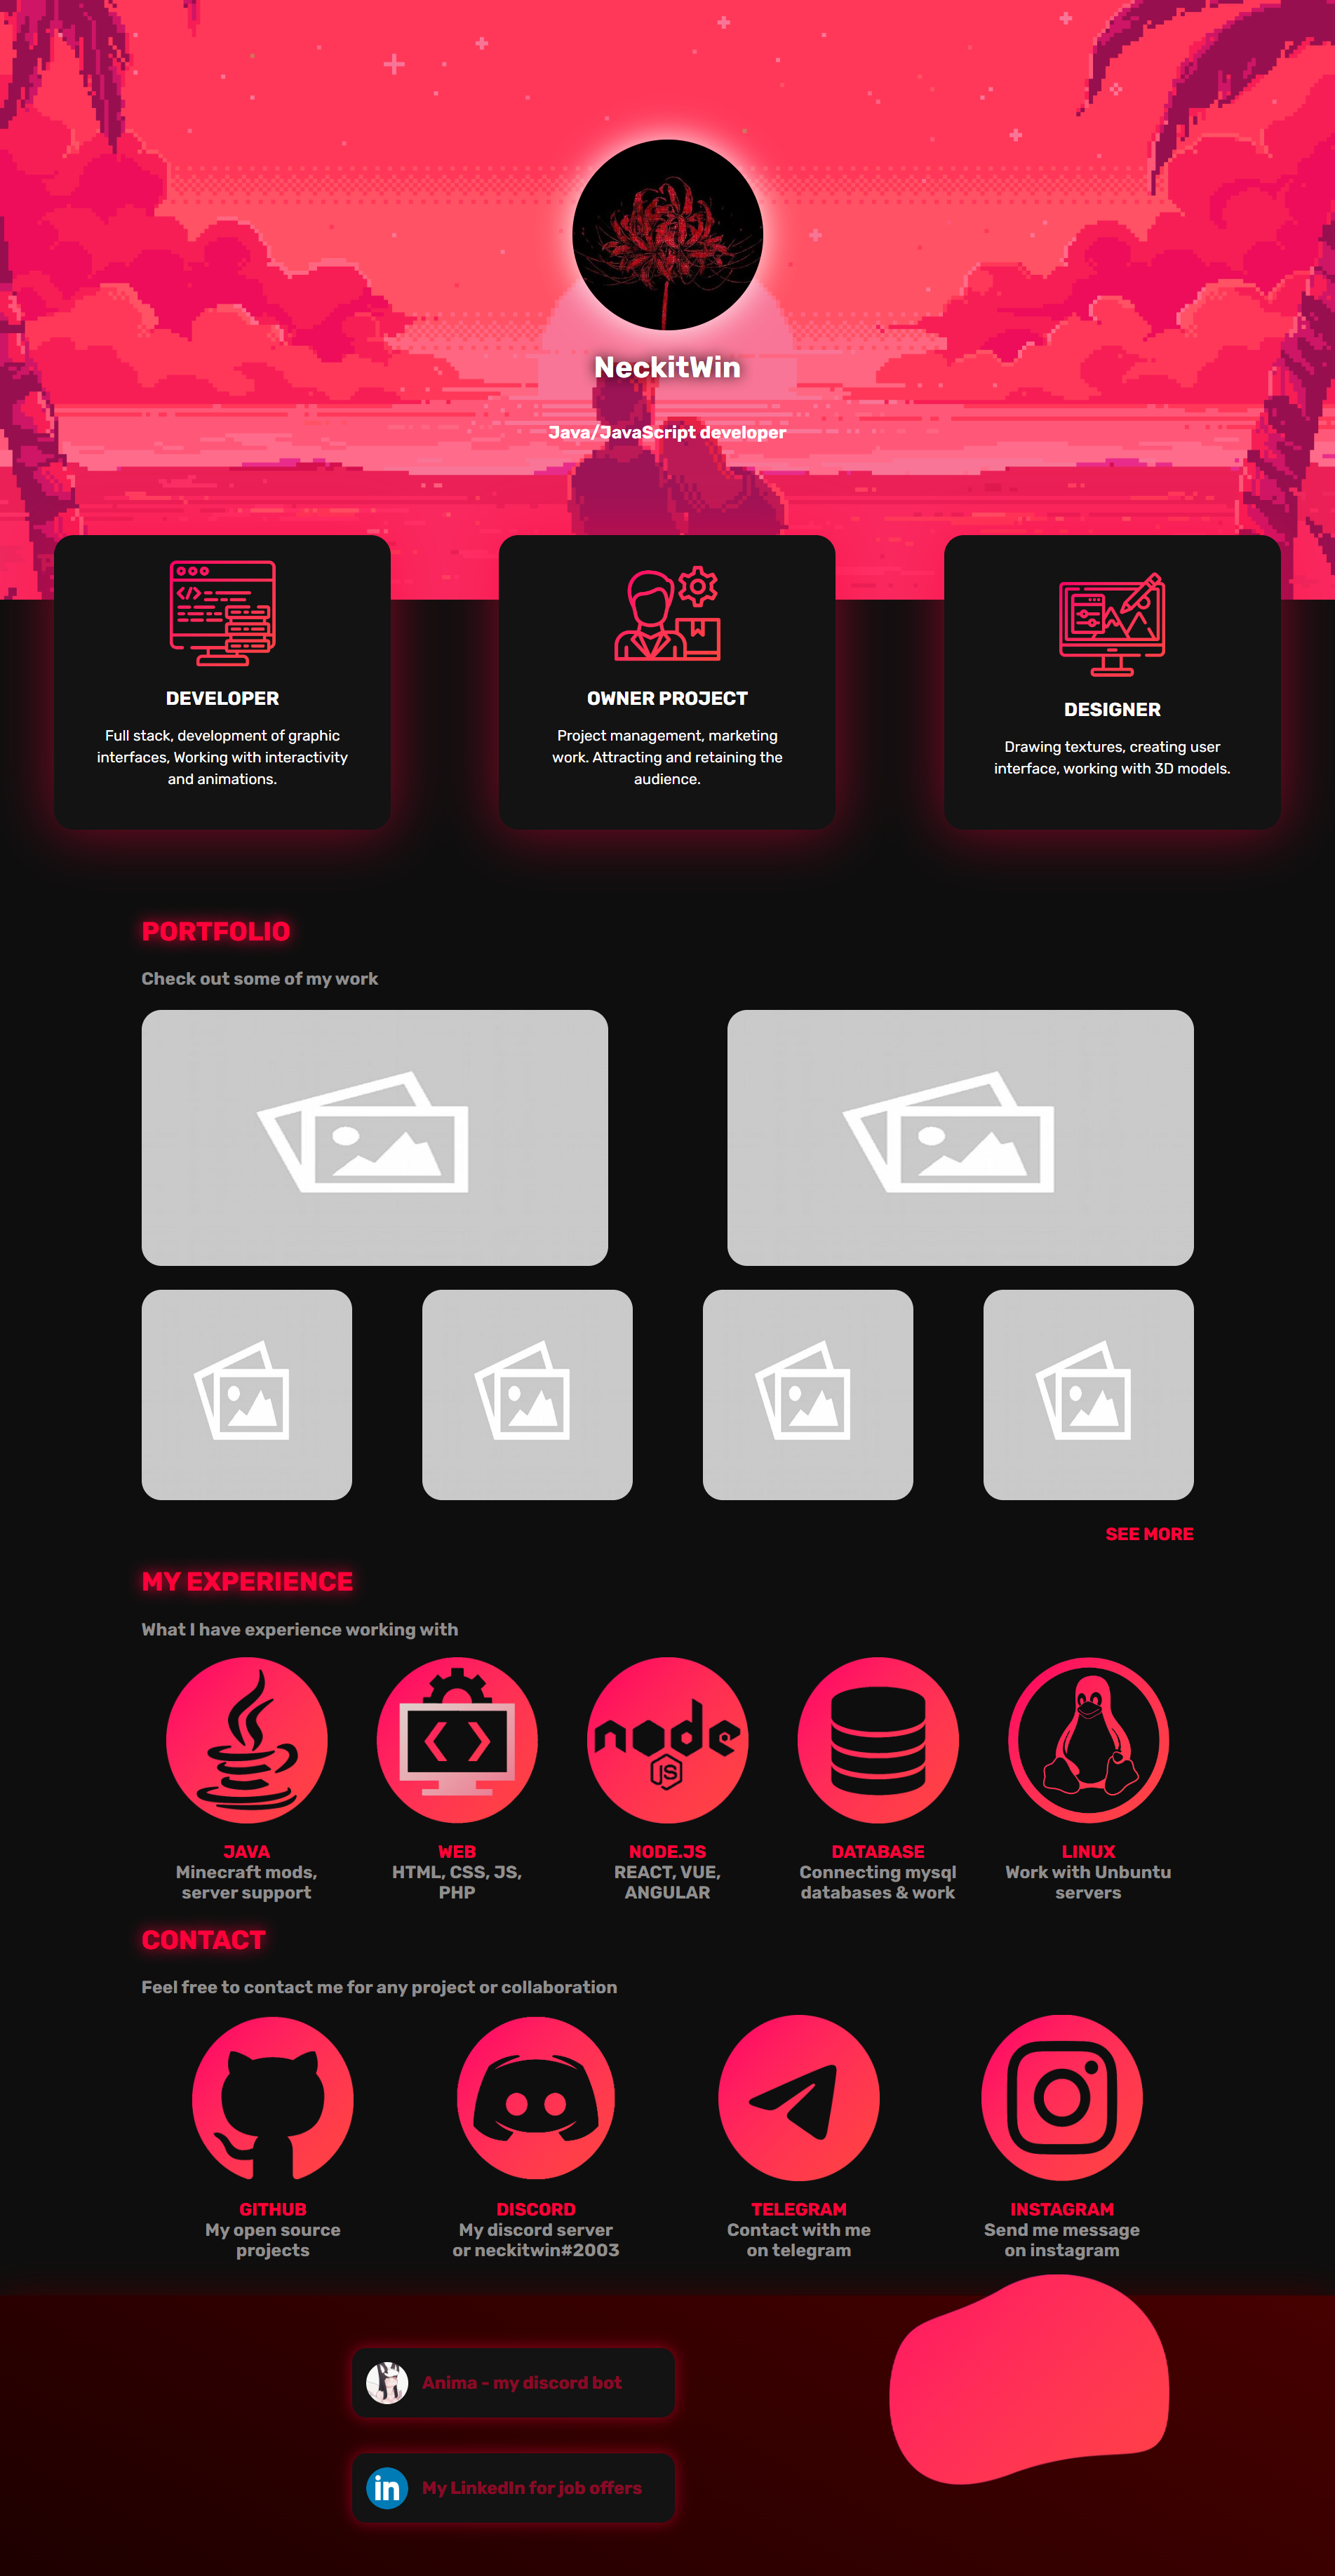 NeckitWin
Java/JavaScript developer
DEVELOPER
Full stack, development of graphic
interfaces, Working with interactivity
and animations.
OWNER PROJECT
Project management, marketing
work. Attracting and retaining the
audience.
DESIGNER
Drawing textures, creating user
interface, working with 3D models.
PORTFOLIO
Check out some of my work
SEE MORE
MY EXPERIENCE
What I have experience working with
node
JS
JAVA
Minecraft mods,
server support
WEB
HTML, CSS, JS,
PHP
NODE.JS
REACT, VUE,
ANGULAR
DATABASE
Connecting mysql
databases & work
LINUX
Work with Unbuntu
servers
CONTACT
Feel free to contact me for any project or collaboration
GITHUB
My open source
projects
DISCORD
My discord server
or neckitwin#2003
TELEGRAM
Contact with me
on telegram
INSTAGRAM
Send me message
on instagram
Anima - my discord bot
in
My LinkedIn for job offers